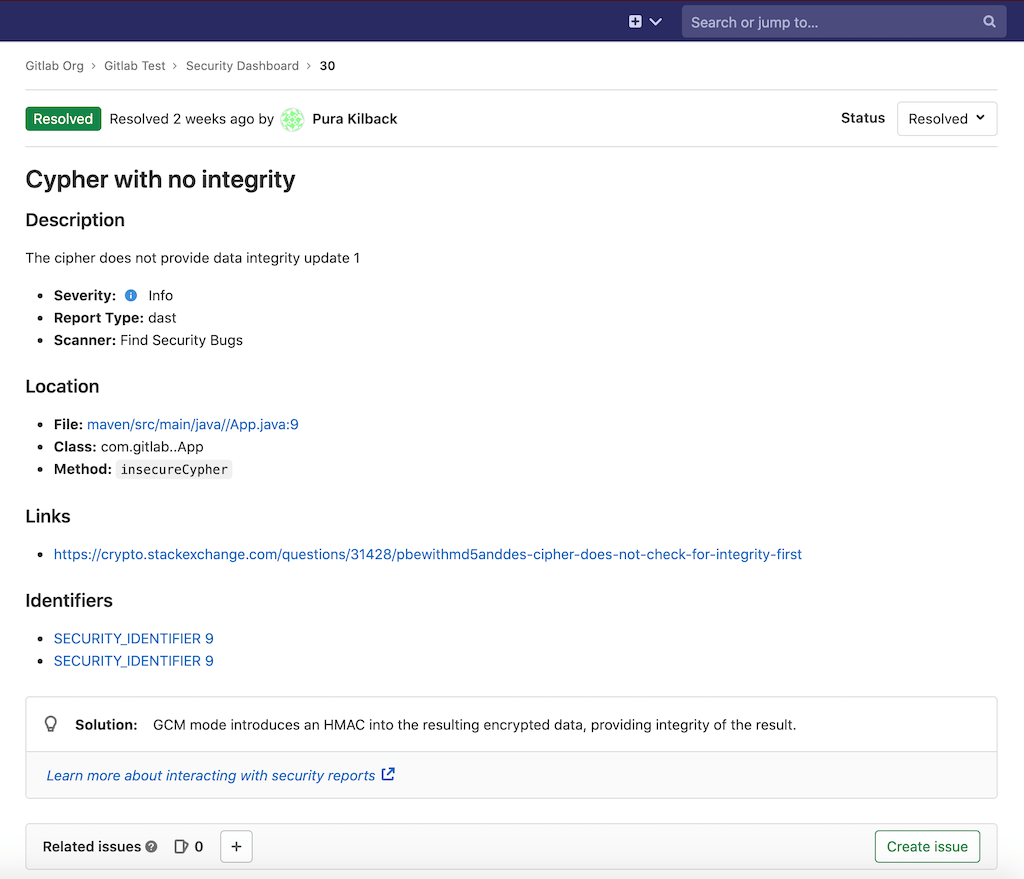 Search or jump to...
Gitlab Org › Gitlab Test › Security Dashboard › 30
Resolved Resolved 2 weeks ago by Pura Kilback Status Resolved
Cypher with no integrity
Description
The cipher does not provide data integrity update 1
• Severity: Info
• Report Type: dast
• Scanner: Find Security Bugs
Location
• File: maven/src/main/java//App.java:9
• Class: com.gitlab..App
• Method: insecureCypher
Links
• https://crypto.stackexchange.com/questions/31428/pbewithmd5anddes-cipher-does-not-check-for-integrity-first
Identifiers
• SECURITY_IDENTIFIER 9
• SECURITY_IDENTIFIER 9
Solution: GCM mode introduces an HMAC into the resulting encrypted data, providing integrity of the result.
Learn more about interacting with security reports
Related issues 0 + Create issue